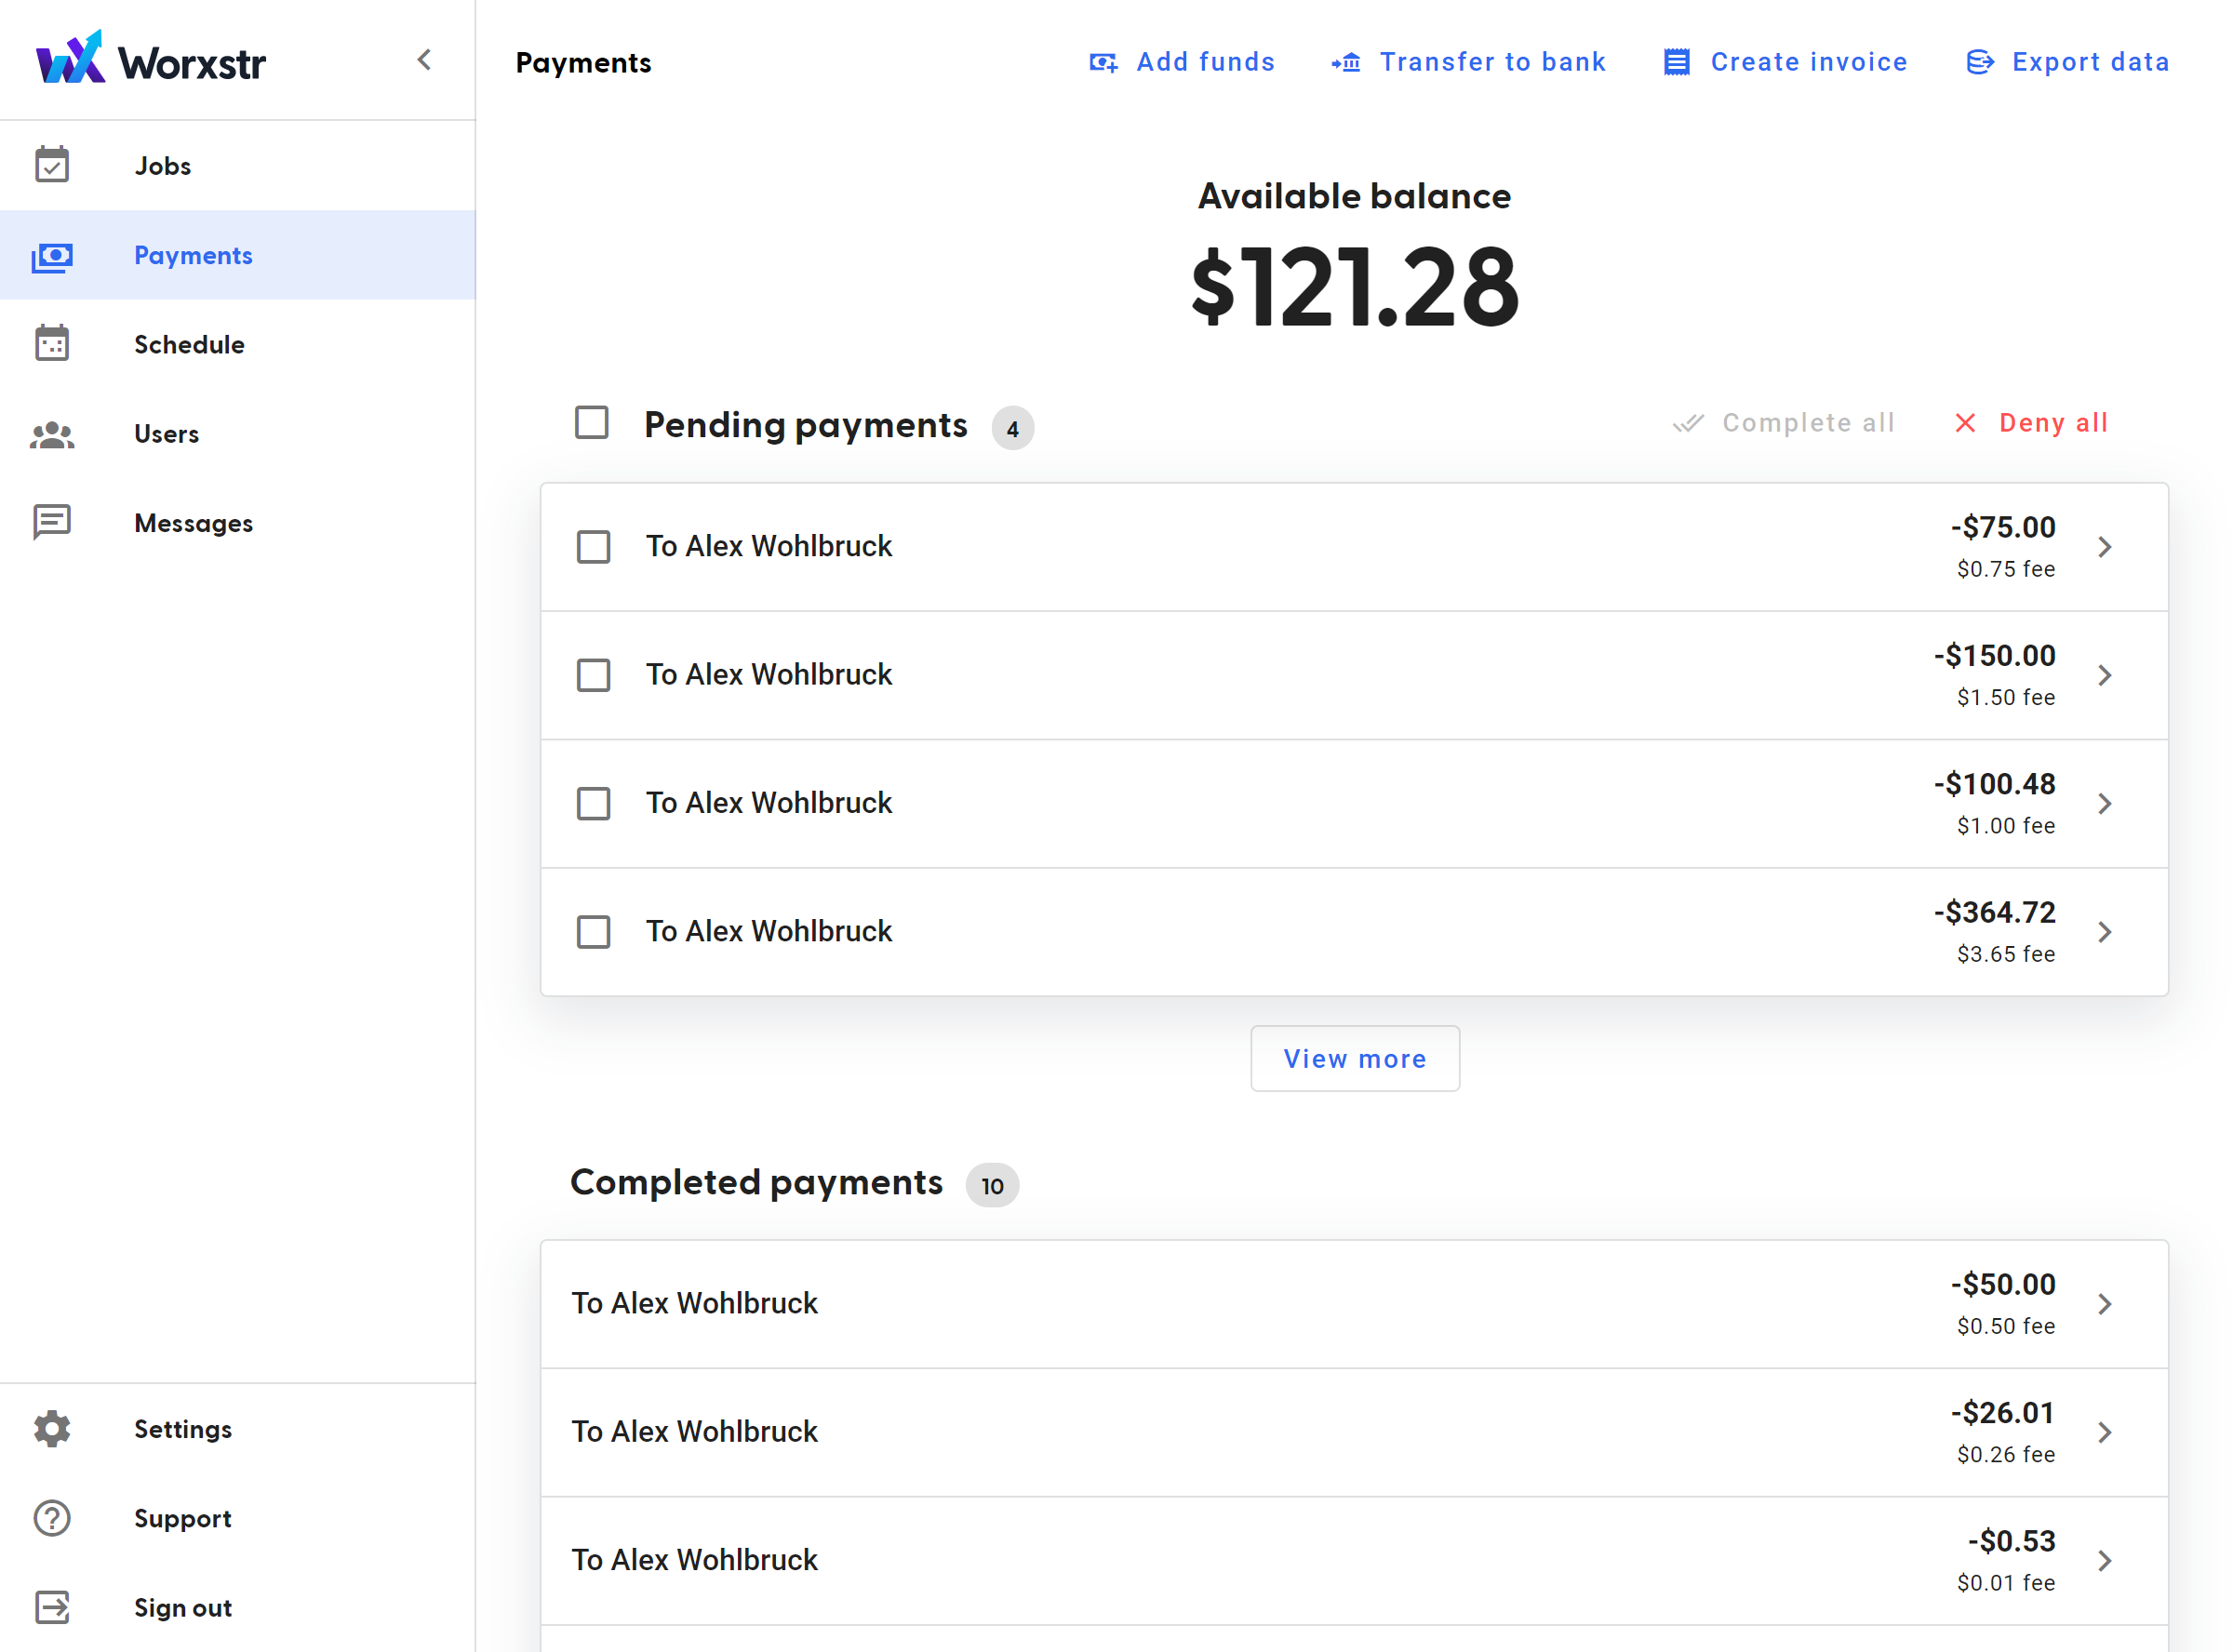 Worxstr
Jobs
Payments
Schedule
Users
Messages
Settings
Support
Sign out
Payments
Add funds
Transfer to bank
Create invoice
Export data
Available balance
$121.28
Pending payments 4
Complete all
Deny all
To Alex Wohlbruck
-$75.00
$0.75 fee
To Alex Wohlbruck
-$150.00
$1.50 fee
To Alex Wohlbruck
-$100.48
$1.00 fee
To Alex Wohlbruck
-$364.72
$3.65 fee
View more
Completed payments 10
To Alex Wohlbruck
-$50.00
$0.50 fee
To Alex Wohlbruck
-$26.01
$0.26 fee
To Alex Wohlbruck
-$0.53
$0.01 fee